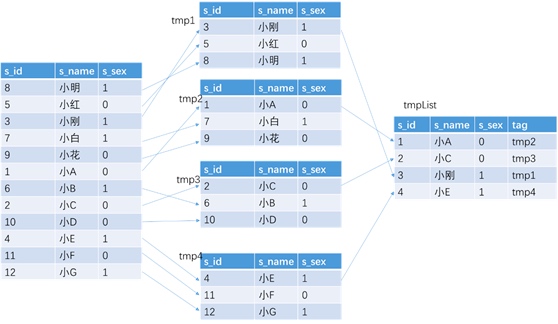 s_id s_name s_sex
8 小明 1
5 小红 0
3 小刚 1
7 小白 1
9 小花 0
1 小A 0
6 小B 1
2 小C 0
10 小D 0
4 小E 1
11 小F 0
12 小G 1
tmp1
s_id s_name s_sex
3 小刚 1
5 小红 0
8 小明 1
tmp2
s_id s_name s_sex
1 小A 0
7 小白 1
9 小花 0
tmp3
s_id s_name s_sex
2 小C 0
6 小B 1
10 小D 0
tmp4
s_id s_name s_sex
4 小E 1
11 小F 0
12 小G 1
tmpList
s_id s_name s_sex tag
1 小A 0 tmp2
2 小C 0 tmp3
3 小刚 1 tmp1
4 小E 1 tmp4